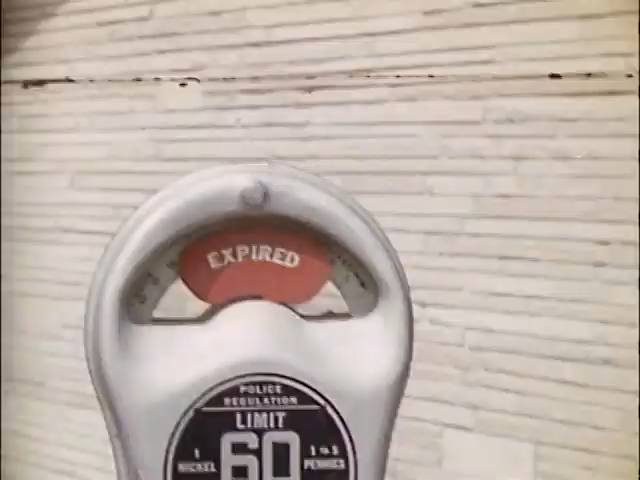 EXPIRED
POLICE
REGULATION
LIMIT
1 60 1 TO 5
NICKEL PENNIES